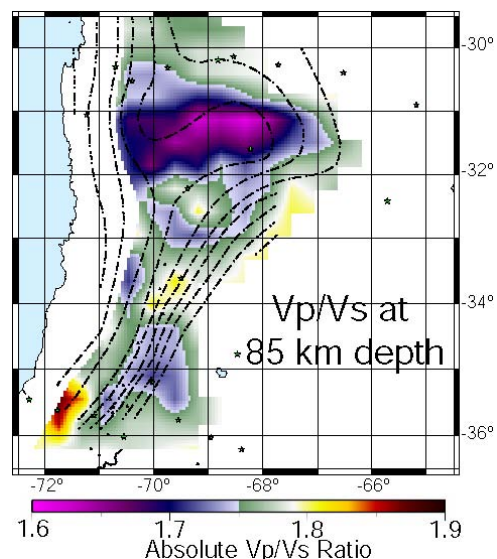 -30°
-32°
Vp/Vs at
85 km depth
-34°
-36°
-72° -70° -68° -66°
1.6 1.7 1.8 1.9
Absolute Vp/Vs Ratio